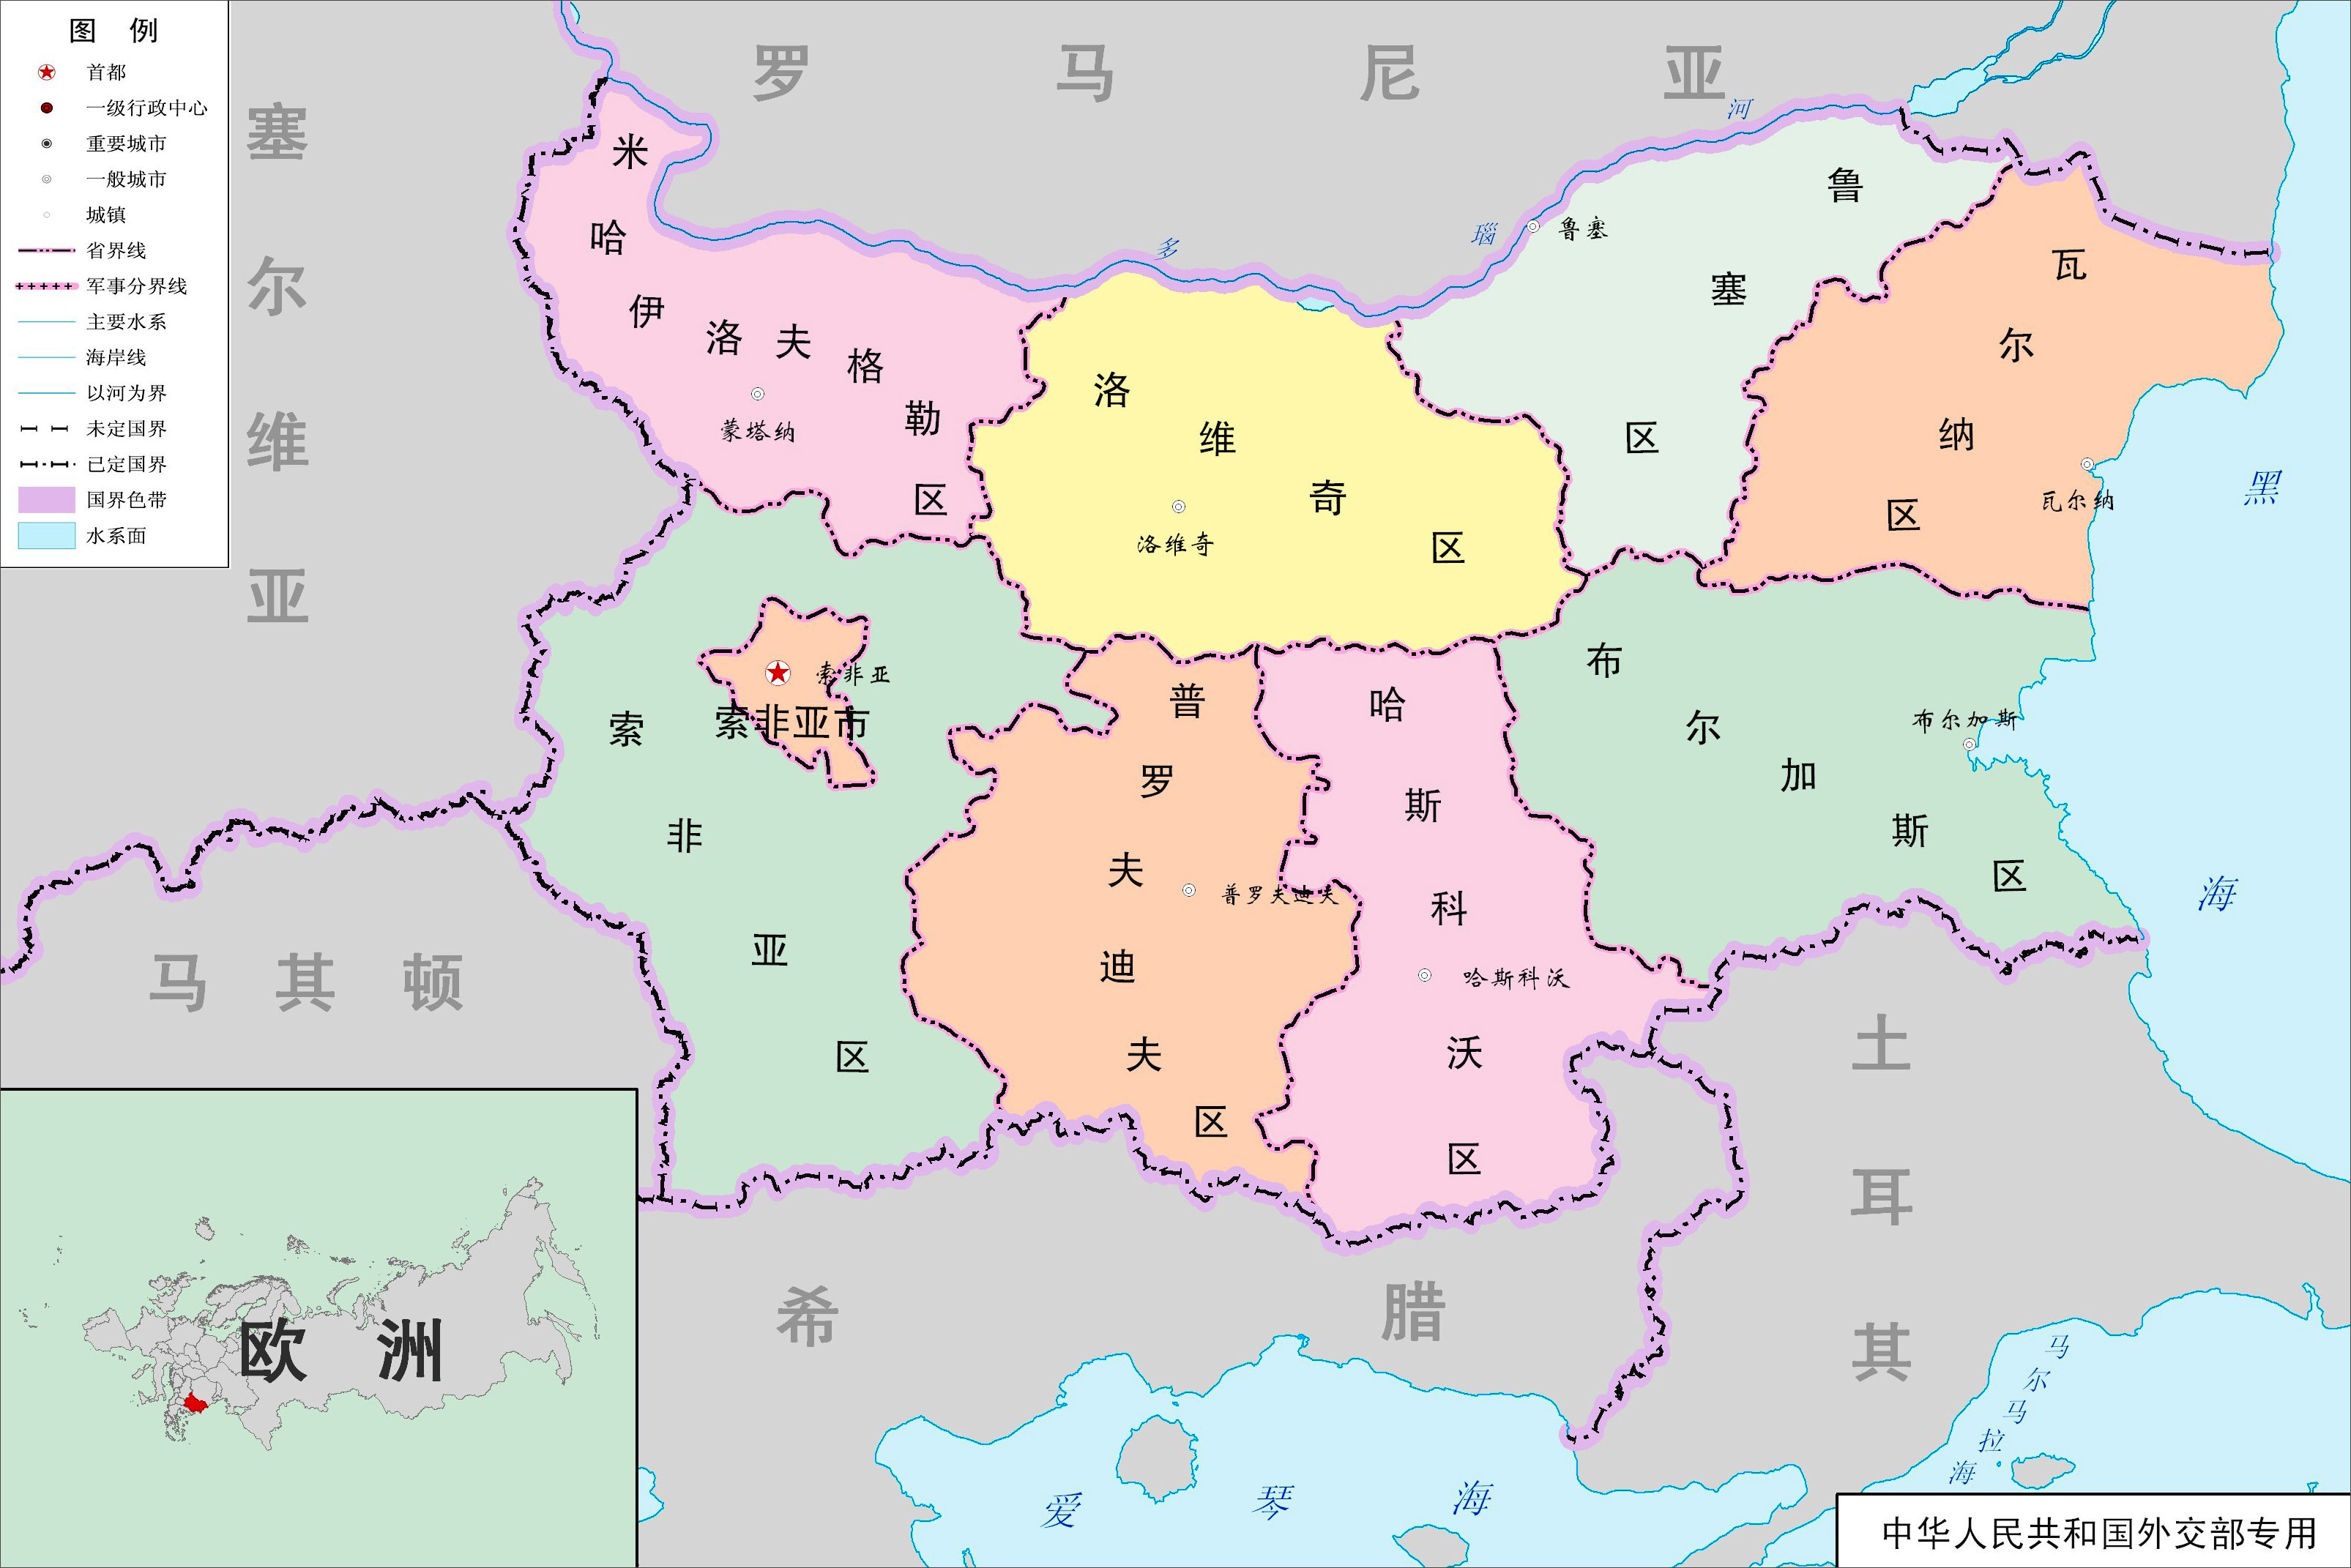 图 例
首都
一级行政中心
重要城市
一般城市
城镇
省界线
军事分界线
主要水系
海岸线
以河为界
未定国界
已定国界
国界色带
水系面
罗马尼亚
塞尔维亚
马其顿
希腊
土耳其
多瑙河
黑海
爱琴海
马尔马拉海
米哈伊洛夫格勒区
蒙塔纳
洛维奇区
洛维奇
鲁塞区
鲁塞
瓦尔纳区
瓦尔纳
索非亚区
索非亚
索非亚市
普罗夫迪夫区
普罗夫迪夫
哈斯科沃区
哈斯科沃
布尔加斯区
布尔加斯
欧洲
中华人民共和国外交部专用